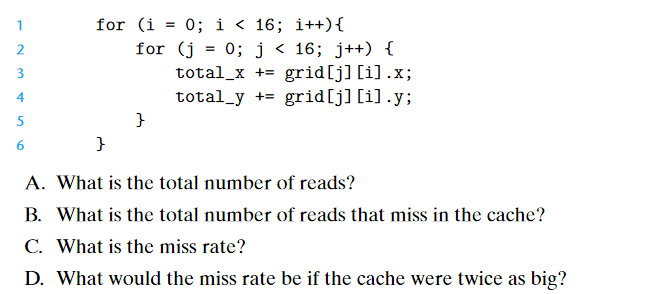 1 for (i = 0; i < 16; i++){
2 for (j = 0; j < 16; j++) {
3 total_x += grid[j][i].x;
4 total_y += grid[j][i].y;
5 }
6 }
A. What is the total number of reads?
B. What is the total number of reads that miss in the cache?
C. What is the miss rate?
D. What would the miss rate be if the cache were twice as big?